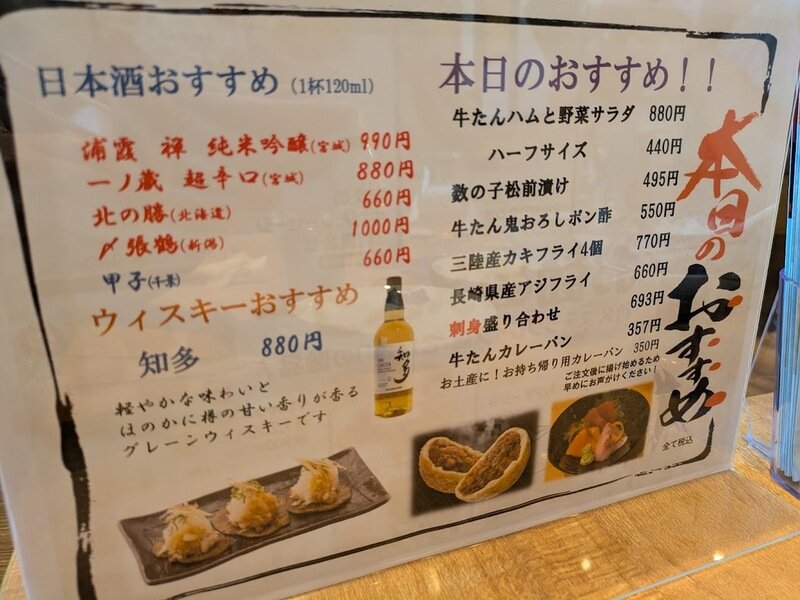 日本酒おすすめ（1杯120ml）
浦霞 禅 純米吟醸(宮城) 990円
一ノ蔵 超辛口(宮城) 880円
北の勝(北海道) 660円
〆張鶴(新潟) 1000円
甲子(千葉) 660円
ウィスキーおすすめ
知多 880円
軽やかな味わいと
ほのかに樽の甘い香りが香る
グレーンウィスキーです
知多
本日のおすすめ！！
牛たんハムと野菜サラダ 880円
ハーフサイズ 440円
数の子松前漬け 495円
牛たん鬼おろしポン酢 550円
三陸産カキフライ4個 770円
長崎県産アジフライ 660円
刺身盛り合わせ 693円
牛たんカレーパン 357円
お土産に！お持ち帰り用カレーパン 350円
ご注文後に揚げ始めるため
早めにお声がけください！
全て税込
本日のおすすめ